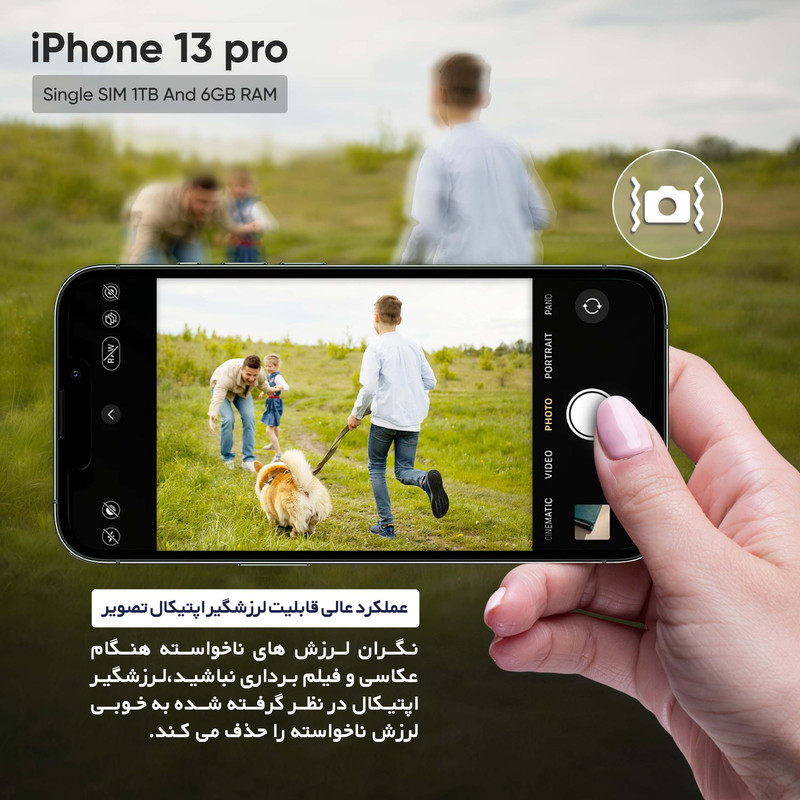 iPhone 13 pro
Single SIM 1TB And 6GB RAM
RAW
PANO
PORTRAIT
PHOTO
VIDEO
CINEMATIC
عملکرد عالی قابلیت لرزشگیر اپتیکال تصویر
نگران لرزش های ناخواسته هنگام
عکاسی و فیلم برداری نباشید،لرزشگیر
اپتیکال در نظر گرفته شده به خوبی
لرزش ناخواسته را حذف می کند.